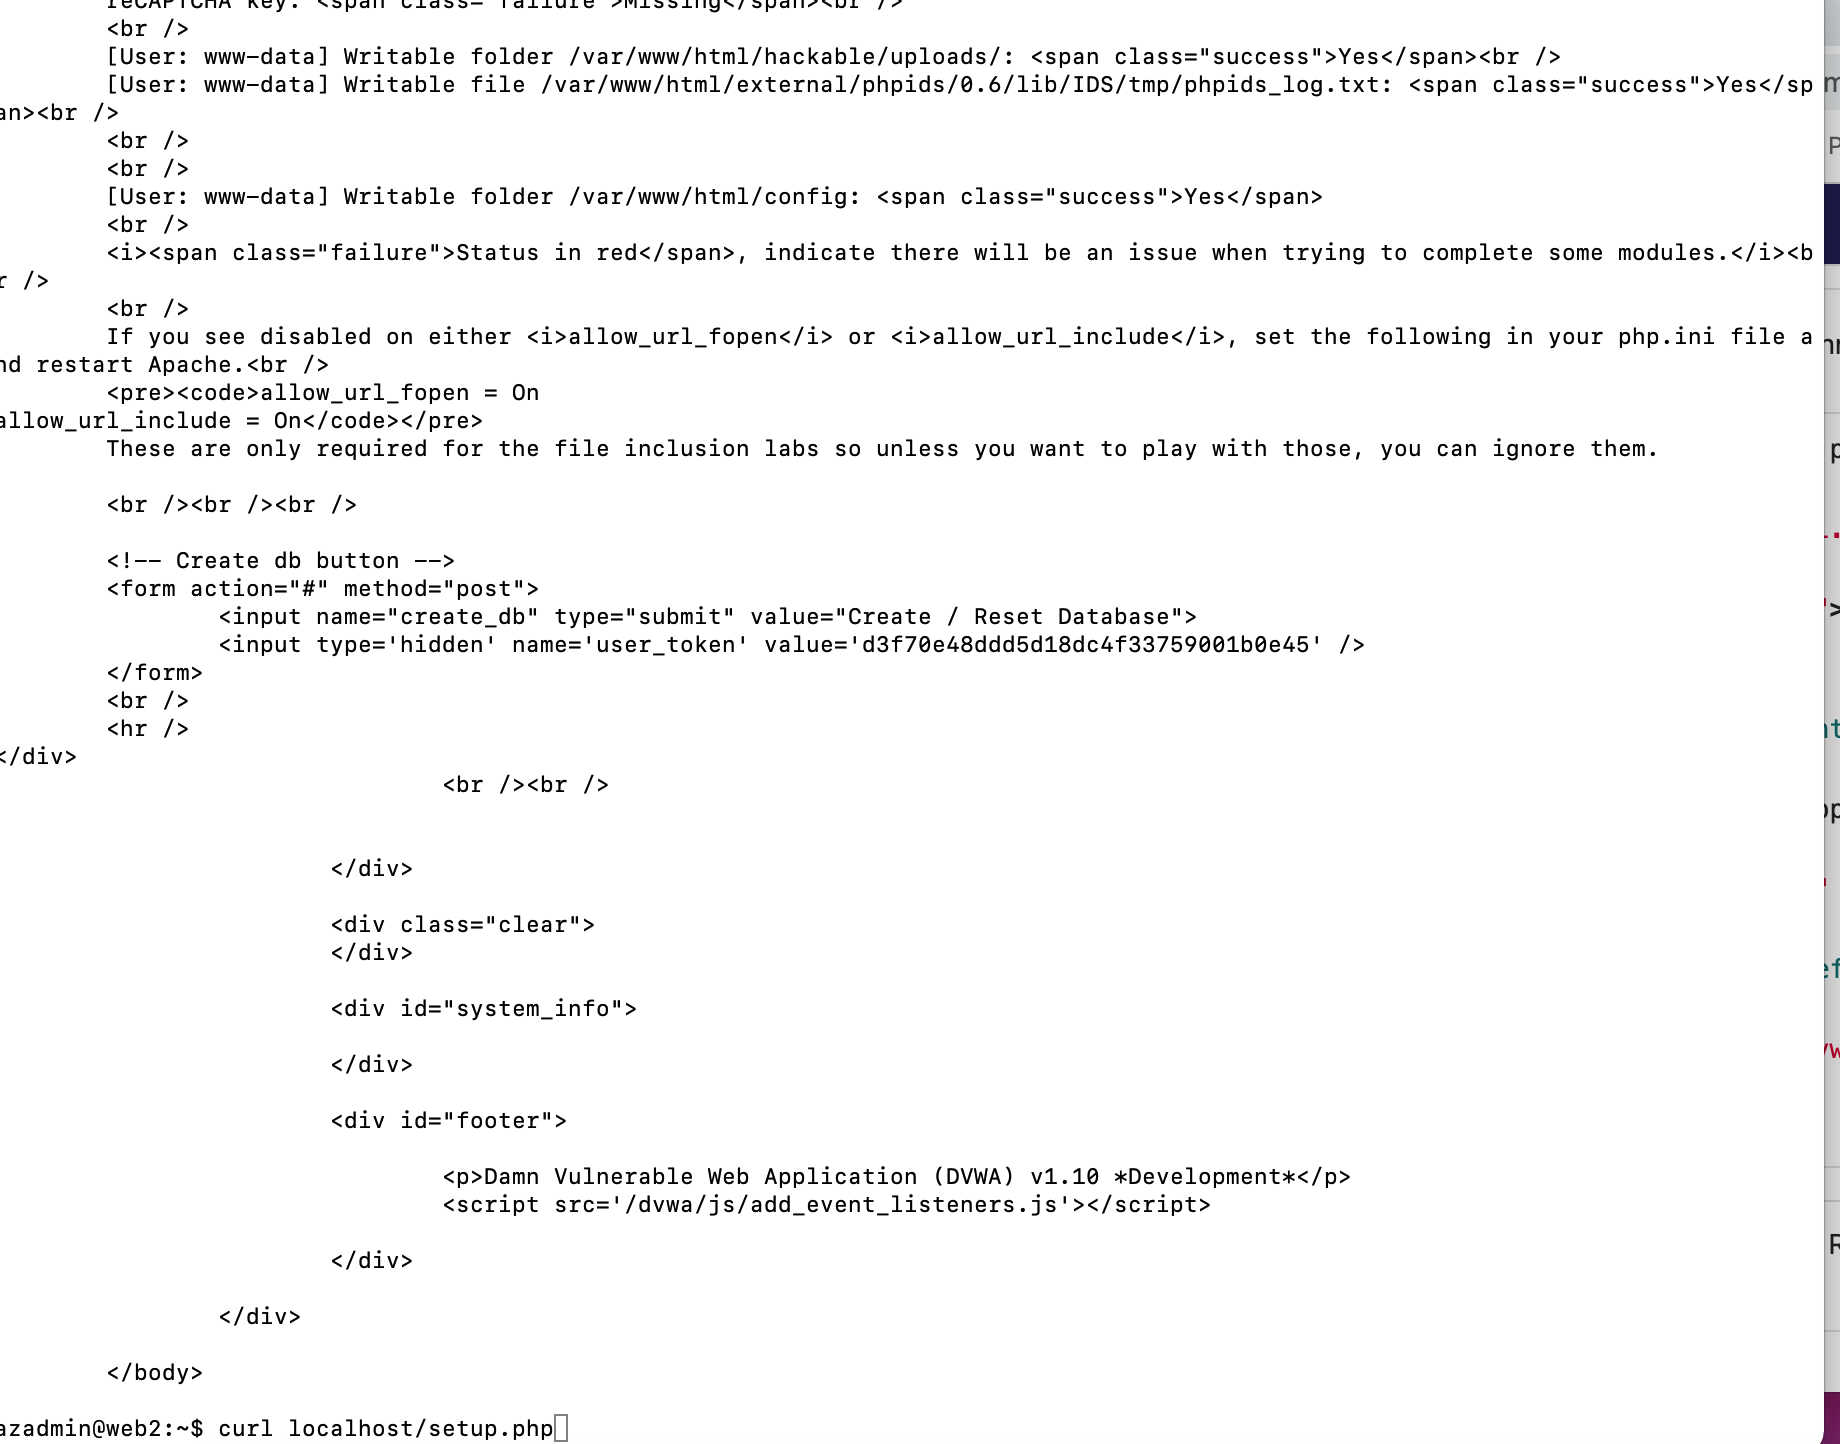 reCAPTCHA key: <span class="failure">Missing</span><br />
<br />
[User: www-data] Writable folder /var/www/html/hackable/uploads/: <span class="success">Yes</span><br />
[User: www-data] Writable file /var/www/html/external/phpids/0.6/lib/IDS/tmp/phpids_log.txt: <span class="success">Yes</sp
an><br />
<br />
<br />
[User: www-data] Writable folder /var/www/html/config: <span class="success">Yes</span>
<br />
<i><span class="failure">Status in red</span>, indicate there will be an issue when trying to complete some modules.</i><b
r />
<br />
If you see disabled on either <i>allow_url_fopen</i> or <i>allow_url_include</i>, set the following in your php.ini file a
nd restart Apache.<br />
<pre><code>allow_url_fopen = On
allow_url_include = On</code></pre>
These are only required for the file inclusion labs so unless you want to play with those, you can ignore them.
<br /><br /><br />
<!-- Create db button -->
<form action="#" method="post">
<input name="create_db" type="submit" value="Create / Reset Database">
<input type='hidden' name='user_token' value='d3f70e48ddd5d18dc4f33759001b0e45' />
</form>
<br />
<hr />
</div>
<br /><br />
</div>
<div class="clear">
</div>
<div id="system_info">
</div>
<div id="footer">
<p>Damn Vulnerable Web Application (DVWA) v1.10 *Development*</p>
<script src='/dvwa/js/add_event_listeners.js'></script>
</div>
</div>
</body>
azadmin@web2:~$ curl localhost/setup.php